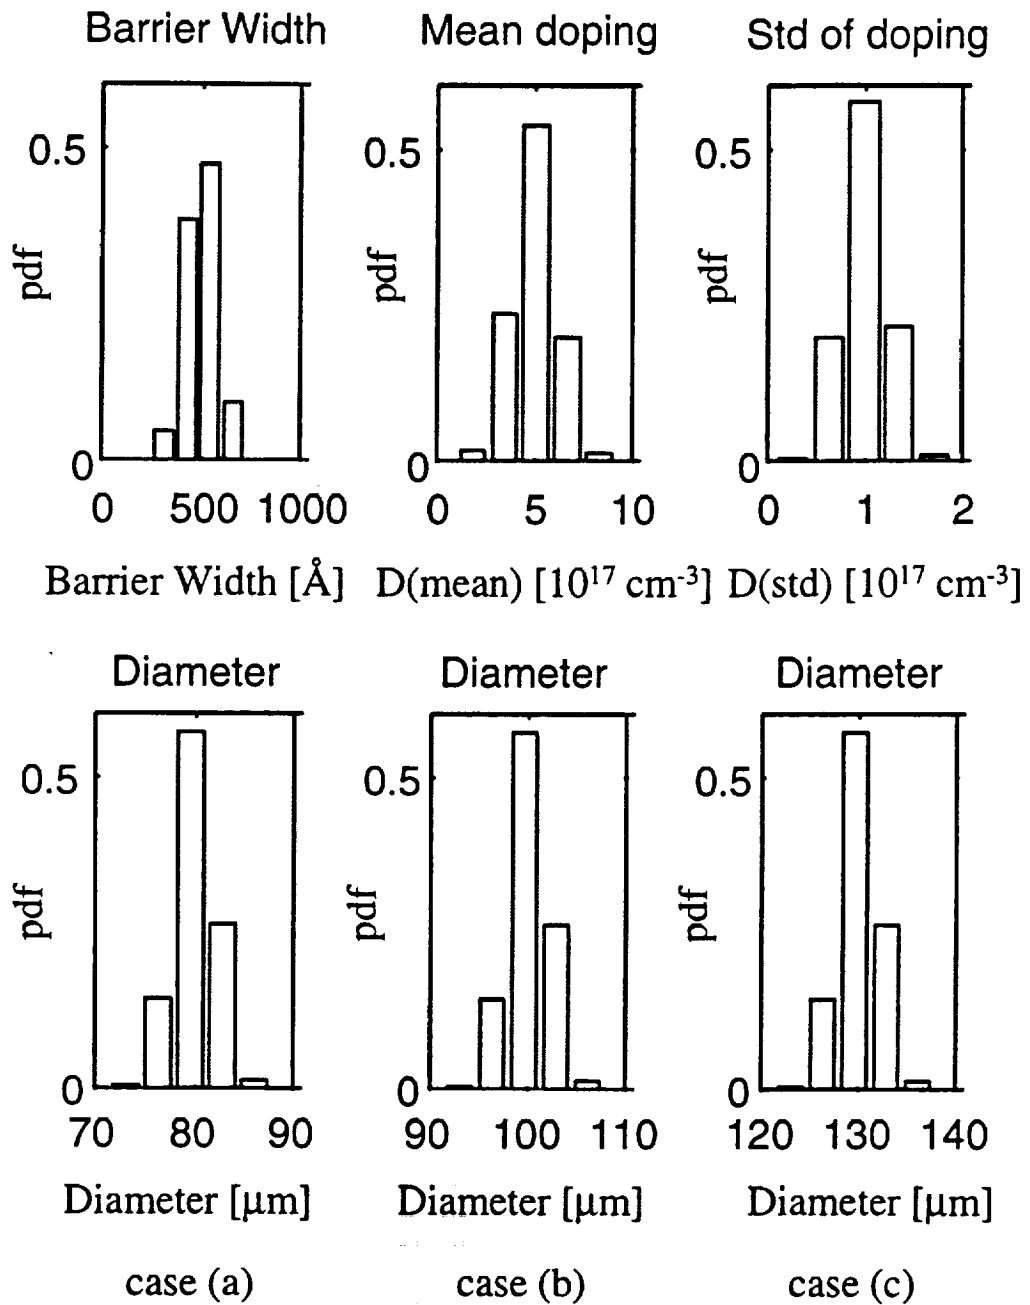 Barrier Width Mean doping Std of doping
0.5 0.5 0.5
pdf pdf pdf
0 0 0
0 500 1000 0 5 10 0 1 2
Barrier Width [Å] D(mean) [10¹⁷ cm⁻³] D(std) [10¹⁷ cm⁻³]
Diameter Diameter Diameter
0.5 0.5 0.5
pdf pdf pdf
0 0 0
70 80 90 90 100 110 120 130 140
Diameter [μm] Diameter [μm] Diameter [μm]
case (a) case (b) case (c)